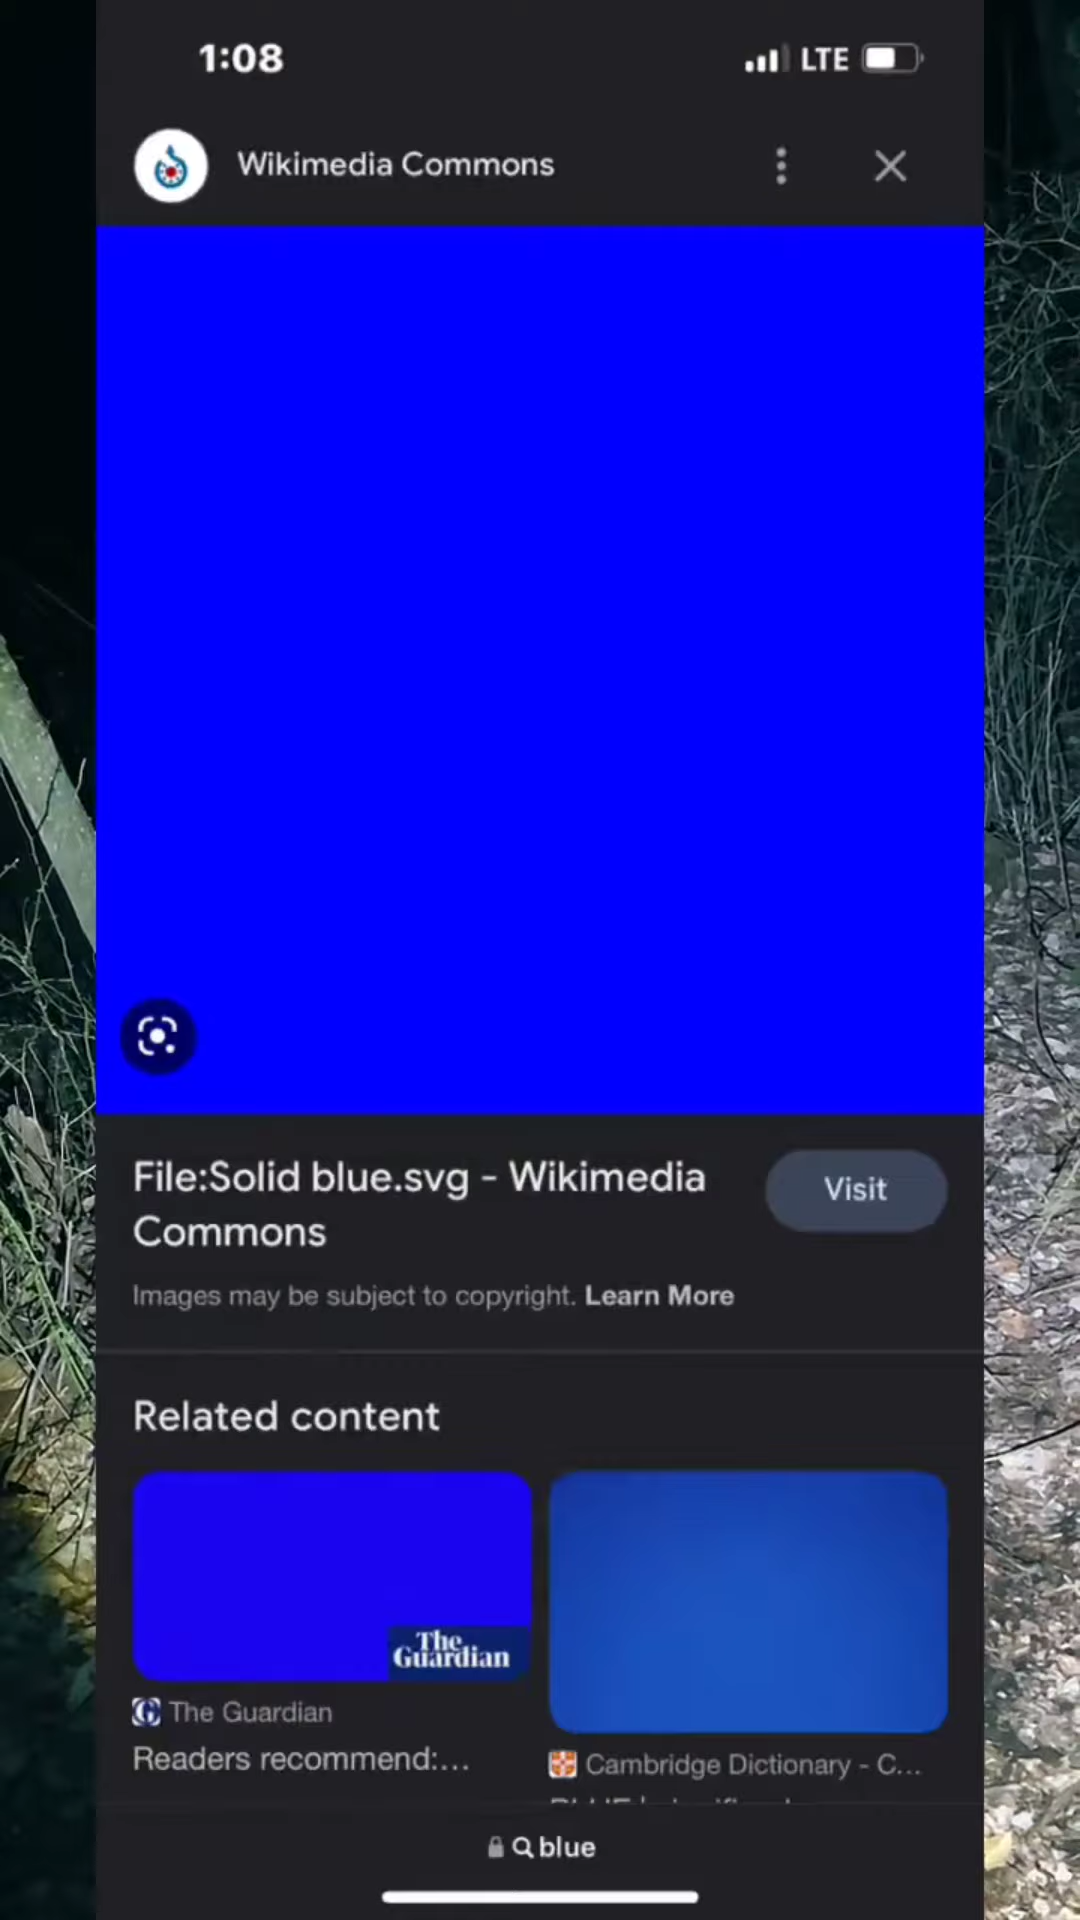 1:08
LTE
Wikimedia Commons
File:Solid blue.svg - Wikimedia
Commons
Visit
Images may be subject to copyright. Learn More
Related content
The
Guardian
The Guardian
Readers recommend:...
Cambridge Dictionary - C...
blue